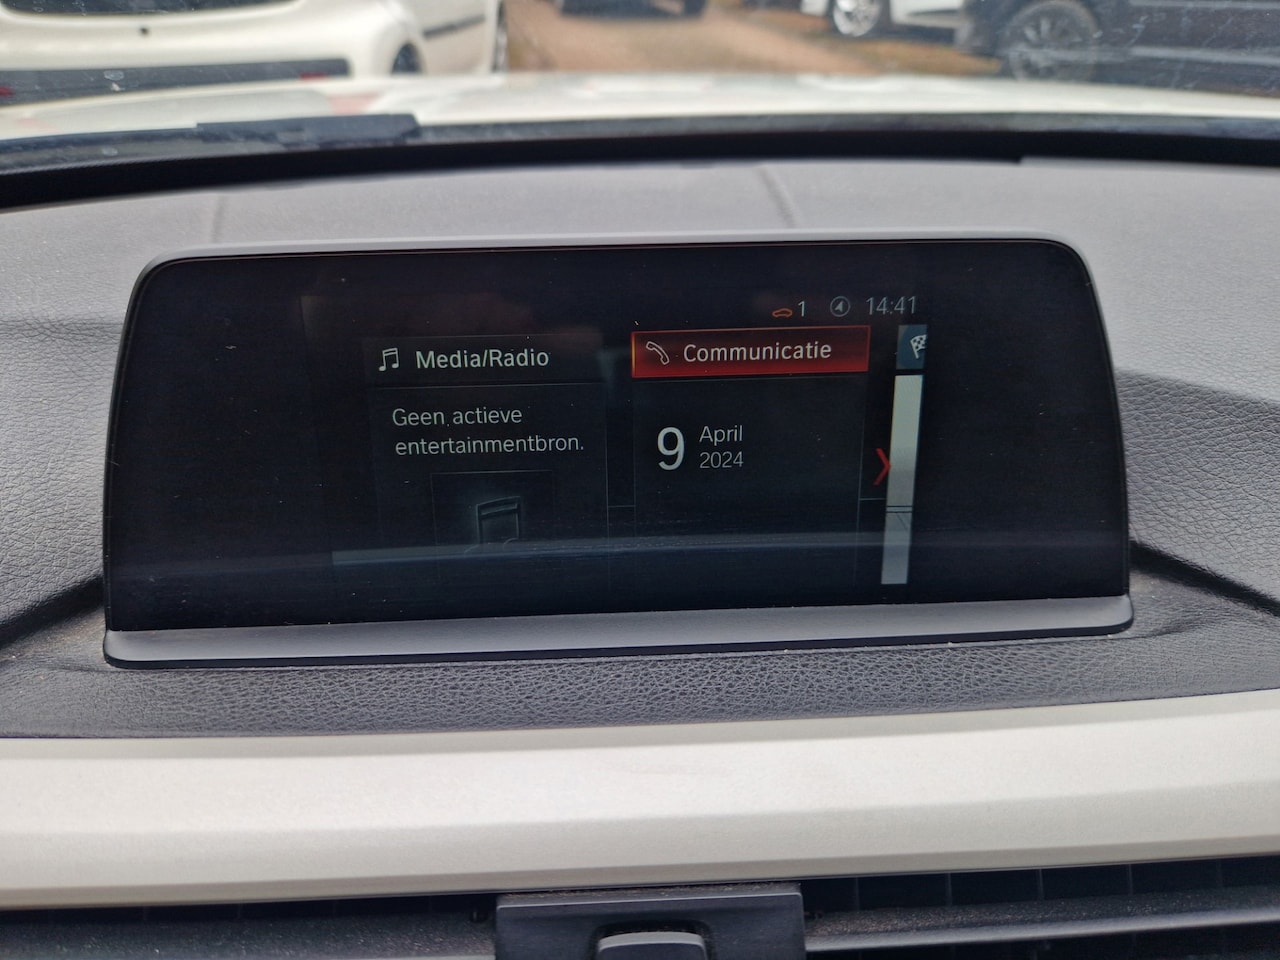 1 14:41
Media/Radio
Communicatie
Geen actieve
entertainmentbron.
9 April
2024